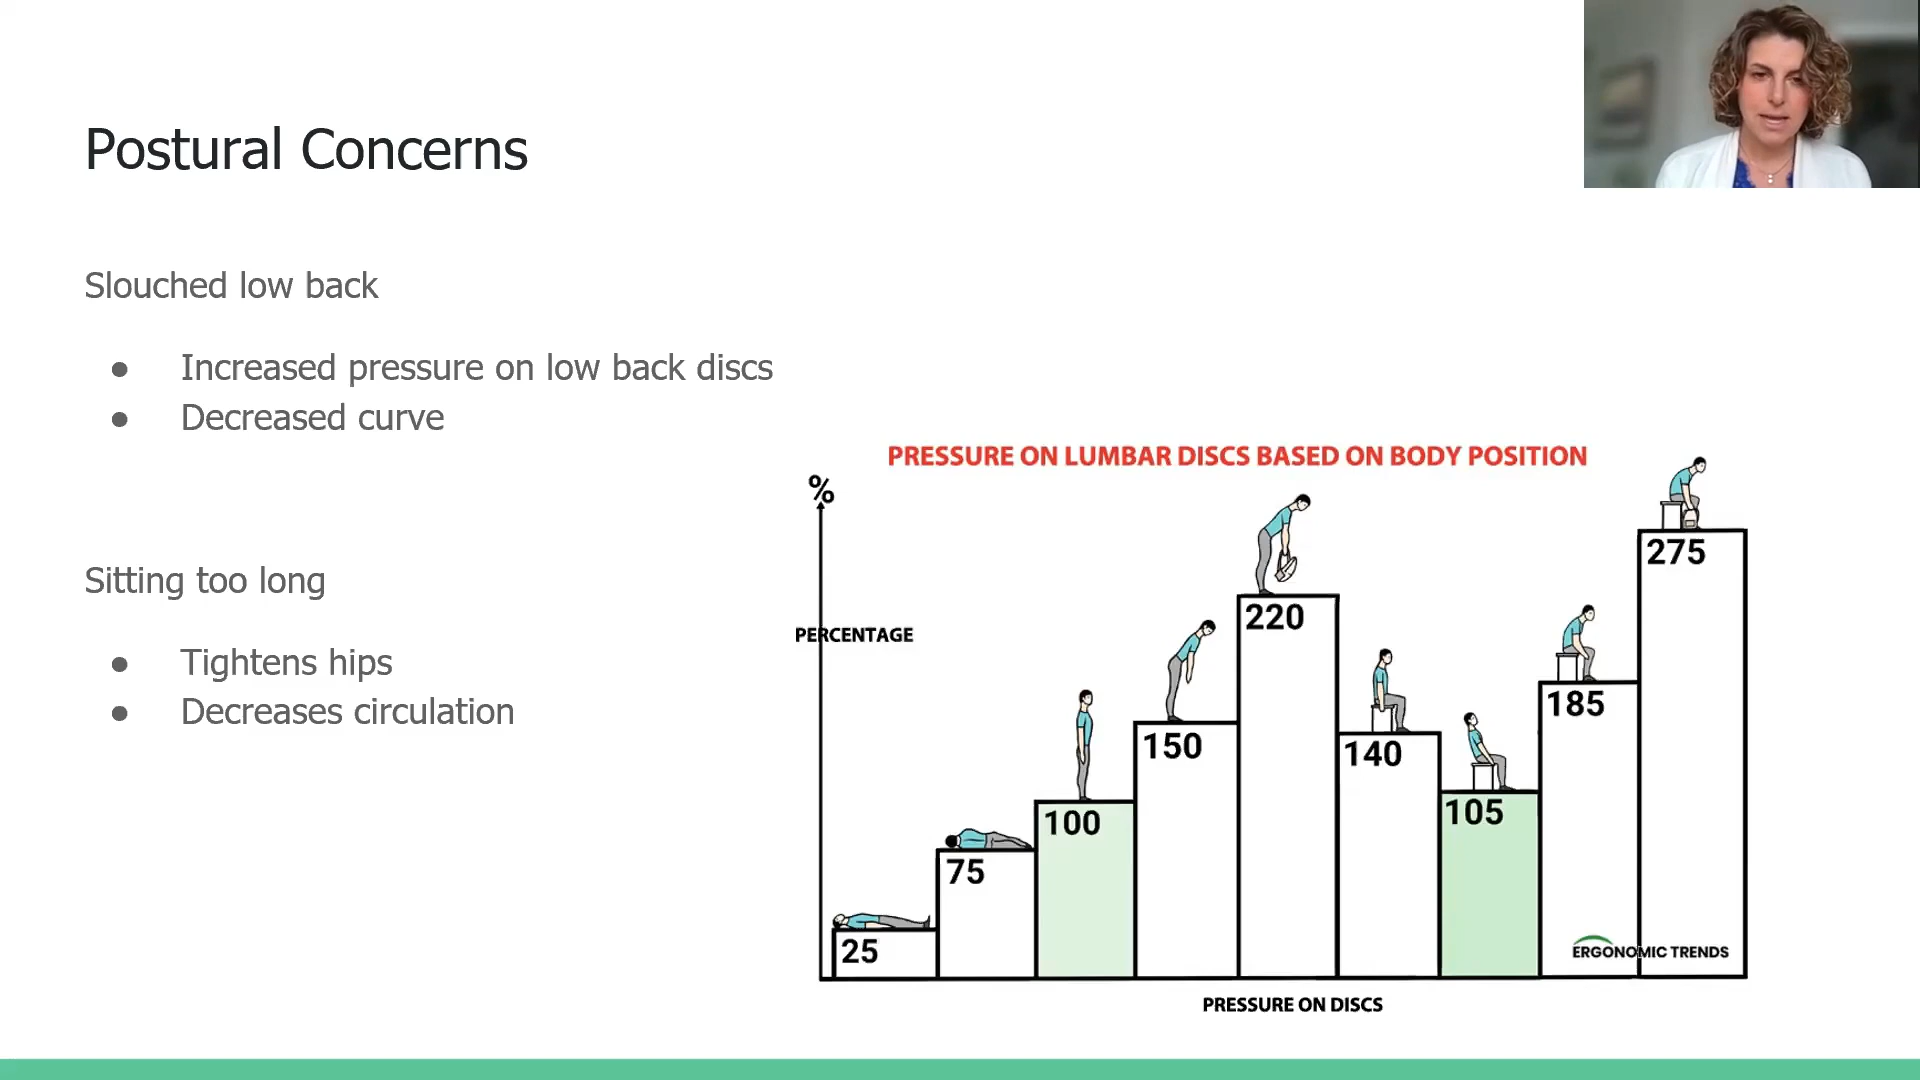 Postural Concerns
Slouched low back
● Increased pressure on low back discs
● Decreased curve
Sitting too long
● Tightens hips
● Decreases circulation
PRESSURE ON LUMBAR DISCS BASED ON BODY POSITION
%
PERCENTAGE
25
75
100
150
220
140
105
185
275
ERGONOMIC TRENDS
PRESSURE ON DISCS